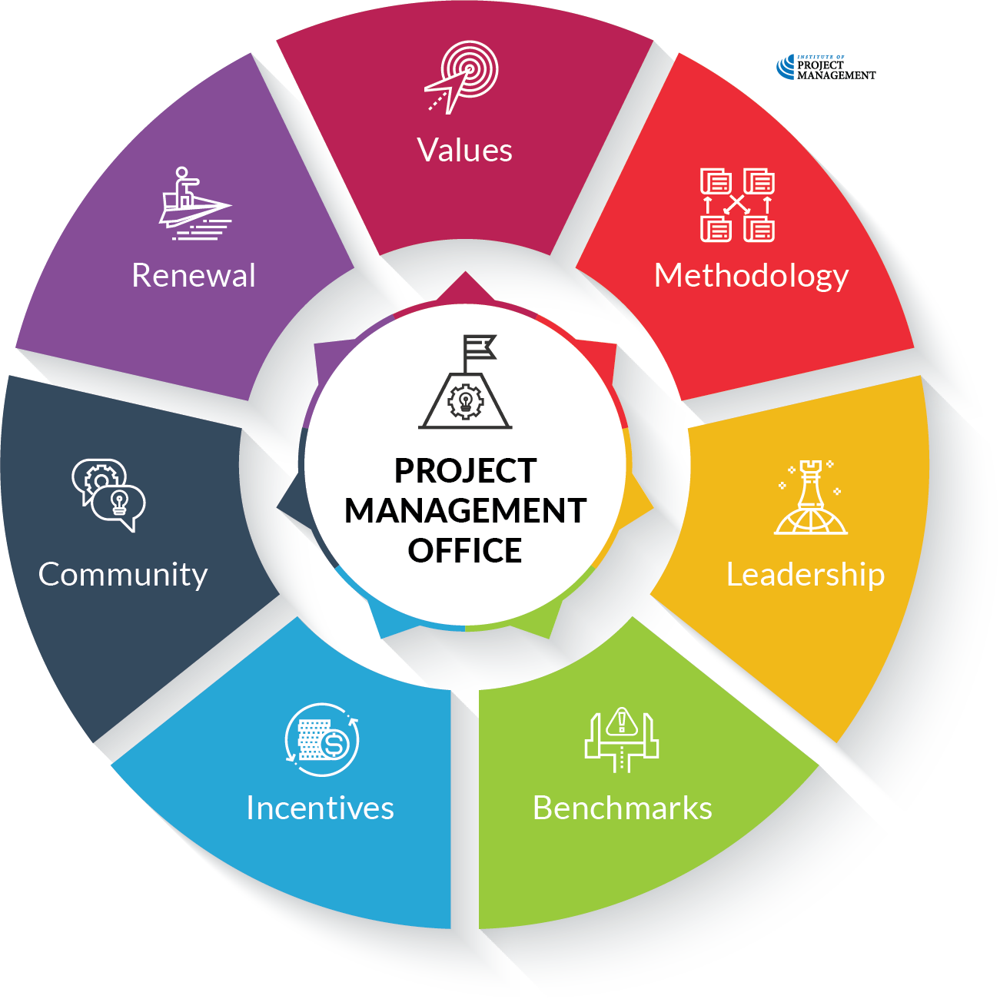 Values
INSTITUTE OF
PROJECT
MANAGEMENT
Methodology
Renewal
PROJECT
MANAGEMENT
OFFICE
Community
Leadership
Incentives
Benchmarks
$